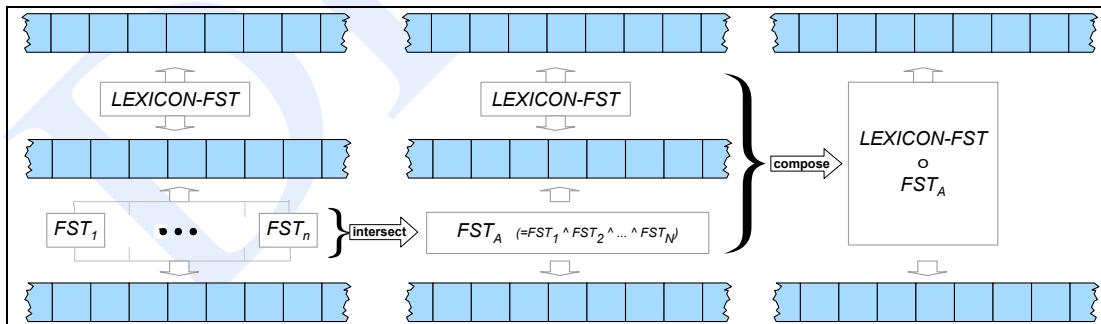 LEXICON-FST
FST1
•••
FSTn
intersect
LEXICON-FST
FSTA (=FST1 ^ FST2 ^ ... ^ FSTN)
compose
LEXICON-FST
o
FSTA